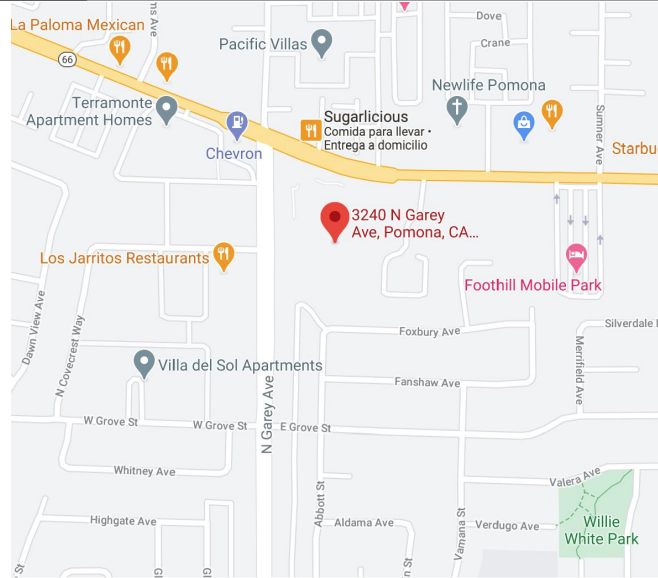 La Paloma Mexican
66
Pacific Villas
Dove
Crane
Terramonte
Apartment Homes
Chevron
Sugarlicious
Comida para llevar •
Entrega a domicilio
Newlife Pomona
Sumner Ave
3240 N Garey
Ave, Pomona, CA...
Los Jarritos Restaurants
Foothill Mobile Park
Dawn View Ave
N Covecrest Way
Foxbury Ave
Merrifield Ave
Villa del Sol Apartments
Fanshaw Ave
N Garey Ave
W Grove St
W Grove St
E Grove St
Whitney Ave
Valera Ave
Highgate Ave
Abbott St
Aldama Ave
Vamana St
Verdugo Ave
Willie
White Park